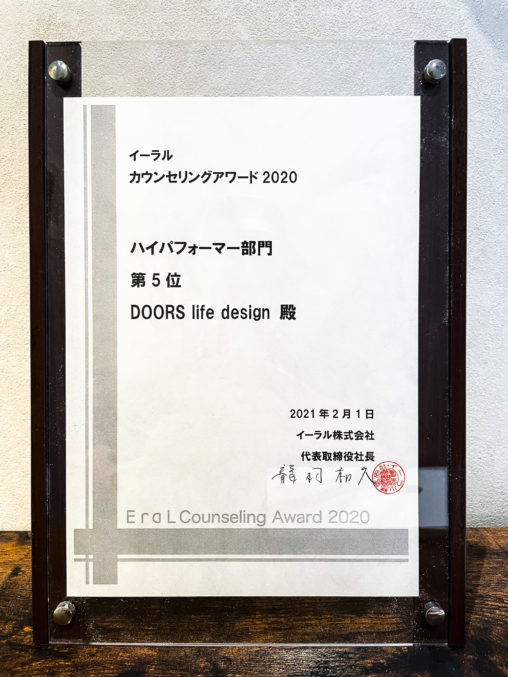 イーラル
カウンセリングアワード2020
ハイパフォーマー部門
第5位
DOORS life design 殿
2021年2月1日
イーラル株式会社
代表取締役社長
EraL Counseling Award 2020